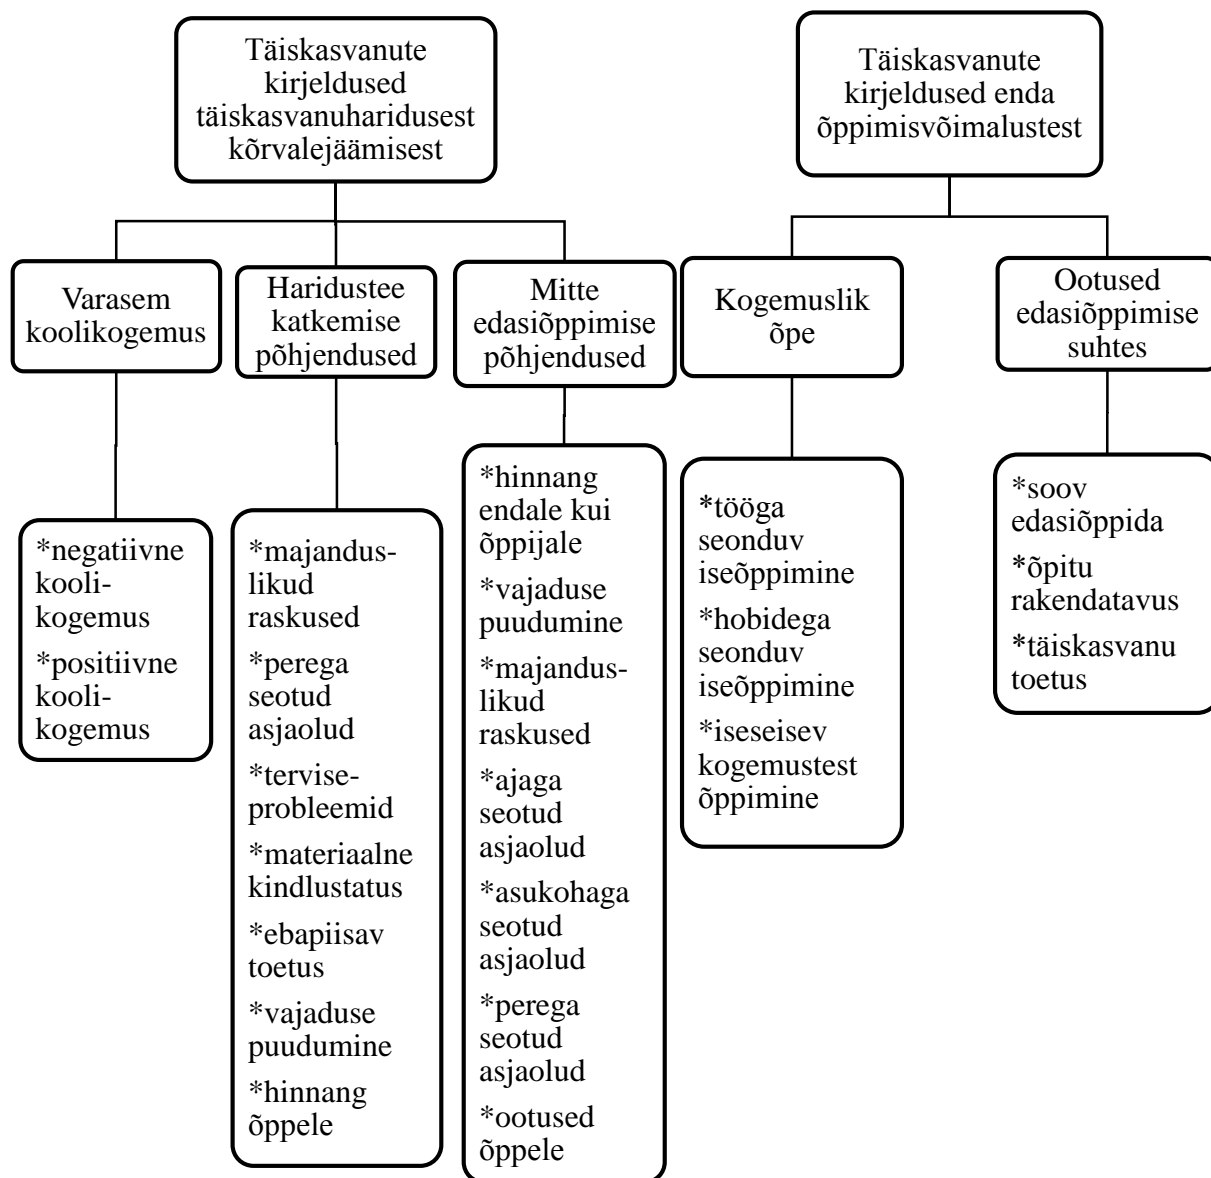 Täiskasvanute
kirjeldused
täiskasvanuharidusest
kõrvalejäämisest
Täiskasvanute
kirjeldused enda
õppimisvõimalustest
Varasem
koolikogemus
Haridustee
katkemise
põhjendused
Mitte
edasiõppimise
põhjendused
Kogemuslik
õpe
Ootused
edasiõppimise
suhtes
*negatiivne
kooli-
kogemus
*positiivne
kooli-
kogemus
*majandus-
likud
raskused
*perega
seotud
asjaolud
*tervise-
probleemid
*materiaalne
kindlustatus
*ebapiisav
toetus
*vajaduse
puudumine
*hinnang
õppele
*hinnang
endale kui
õppijale
*vajaduse
puudumine
*majandus-
likud
raskused
*ajaga
seotud
asjaolud
*asukohaga
seotud
asjaolud
*perega
seotud
asjaolud
*ootused
õppele
*tööga
seonduv
iseõppimine
*hobidega
seonduv
iseõppimine
*iseseisev
kogemustest
õppimine
*soov
edasiõppida
*õpitu
rakendatavus
*täiskasvanu
toetus